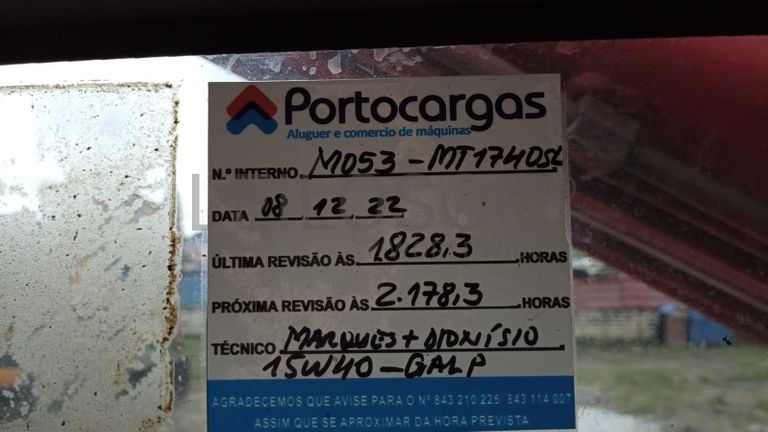 Portocargas
Aluguer e comercio de máquinas
N.º INTERNO M053-MT1740SL
DATA 08 12 22
ÚLTIMA REVISÃO ÀS 1828,3 HORAS
PRÓXIMA REVISÃO ÀS 2.178,3 HORAS
TÉCNICO MARQUES + DIONÍSIO
15W40-GALP
AGRADECEMOS QUE AVISE PARA O Nº 843 210 225 | 843 114 007
ASSIM QUE SE APROXIMAR DA HORA PREVISTA